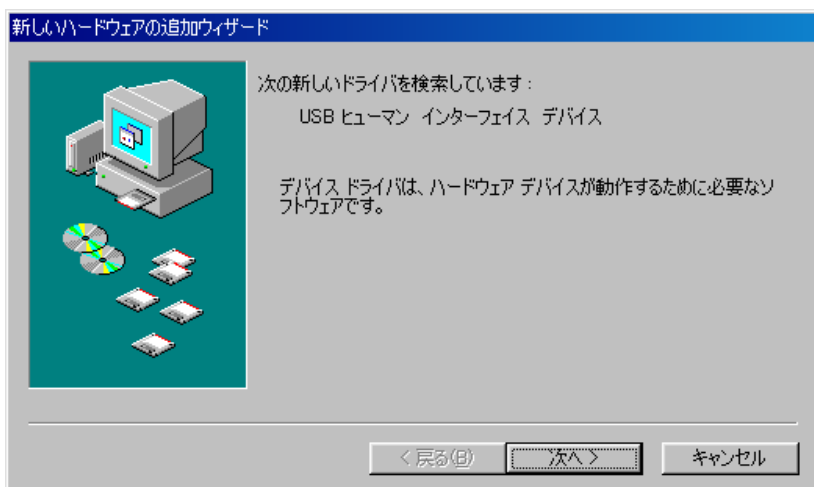 新しいハードウェアの追加ウィザード
次の新しいドライバを検索しています：
USB ヒューマン インターフェイス デバイス
デバイス ドライバは、ハードウェア デバイスが動作するために必要なソ
フトウェアです。
< 戻る(B) 次へ > キャンセル